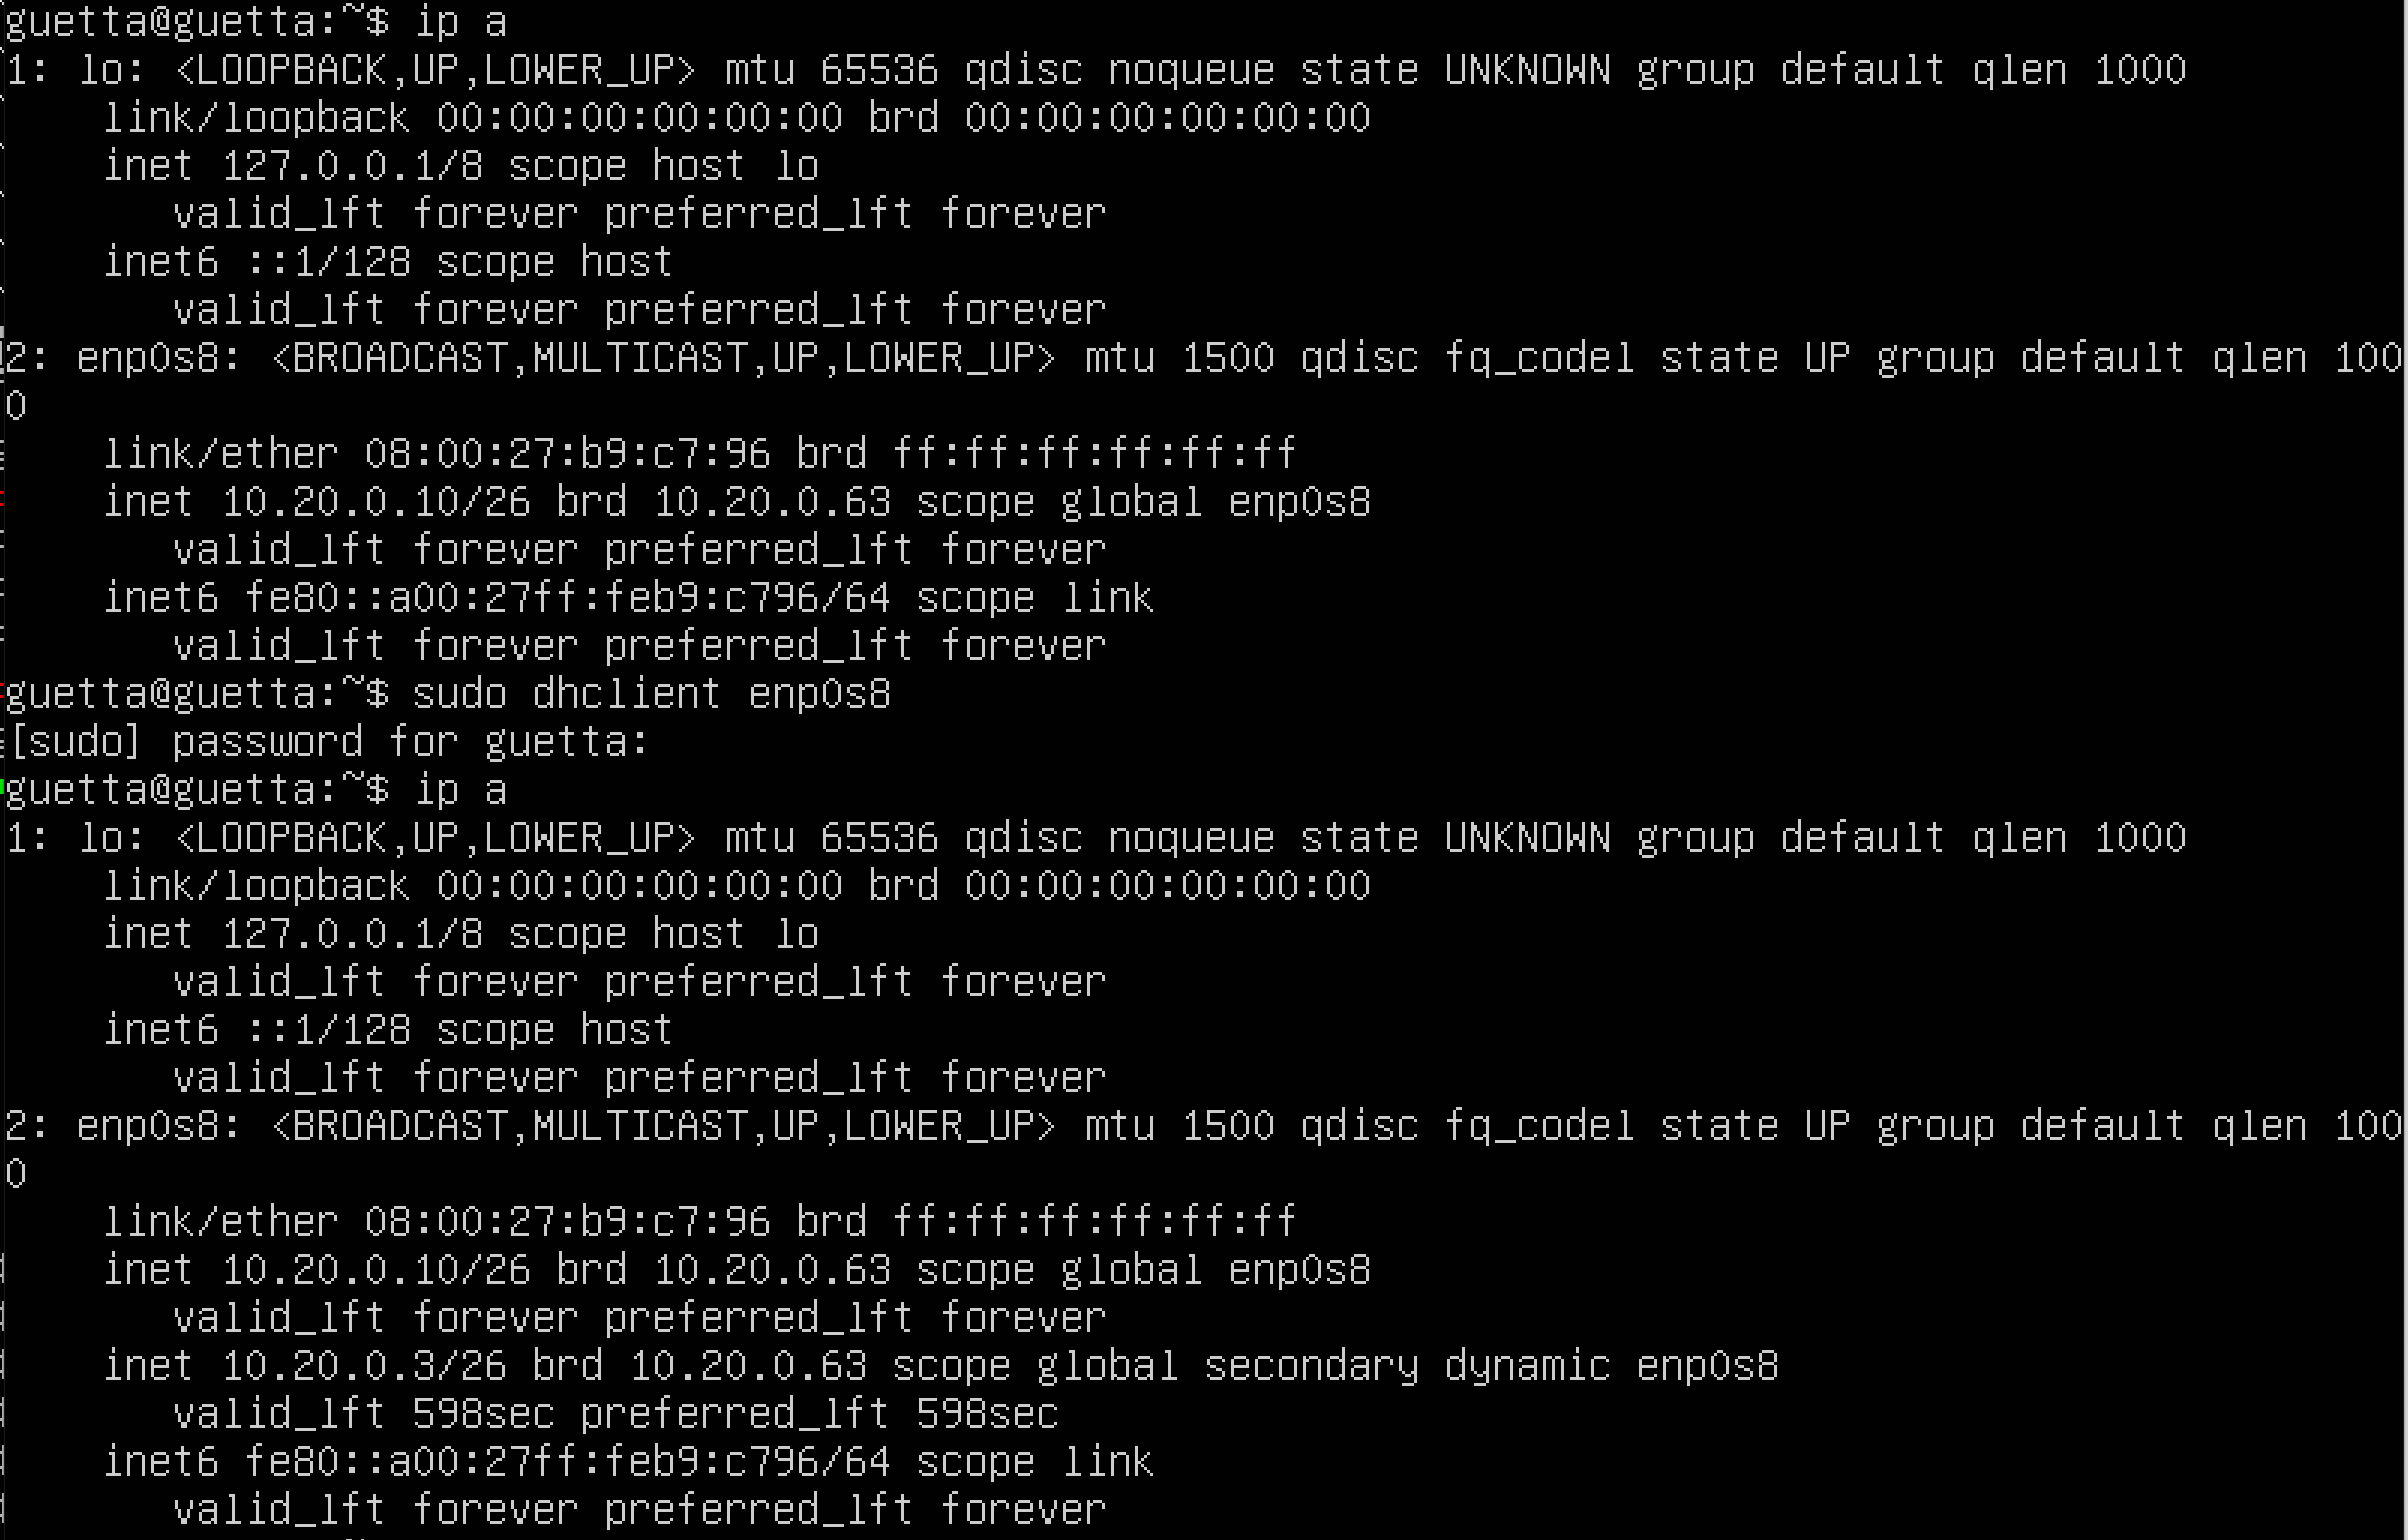 guetta@guetta:~$ ip a
1: lo: <LOOPBACK,UP,LOWER_UP> mtu 65536 qdisc noqueue state UNKNOWN group default qlen 1000
    link/loopback 00:00:00:00:00:00 brd 00:00:00:00:00:00
    inet 127.0.0.1/8 scope host lo
       valid_lft forever preferred_lft forever
    inet6 ::1/128 scope host
       valid_lft forever preferred_lft forever
2: enp0s8: <BROADCAST,MULTICAST,UP,LOWER_UP> mtu 1500 qdisc fq_codel state UP group default qlen 100
0
    link/ether 08:00:27:b9:c7:96 brd ff:ff:ff:ff:ff:ff
    inet 10.20.0.10/26 brd 10.20.0.63 scope global enp0s8
       valid_lft forever preferred_lft forever
    inet6 fe80::a00:27ff:feb9:c796/64 scope link
       valid_lft forever preferred_lft forever
guetta@guetta:~$ sudo dhclient enp0s8
[sudo] password for guetta:
guetta@guetta:~$ ip a
1: lo: <LOOPBACK,UP,LOWER_UP> mtu 65536 qdisc noqueue state UNKNOWN group default qlen 1000
    link/loopback 00:00:00:00:00:00 brd 00:00:00:00:00:00
    inet 127.0.0.1/8 scope host lo
       valid_lft forever preferred_lft forever
    inet6 ::1/128 scope host
       valid_lft forever preferred_lft forever
2: enp0s8: <BROADCAST,MULTICAST,UP,LOWER_UP> mtu 1500 qdisc fq_codel state UP group default qlen 100
0
    link/ether 08:00:27:b9:c7:96 brd ff:ff:ff:ff:ff:ff
    inet 10.20.0.10/26 brd 10.20.0.63 scope global enp0s8
       valid_lft forever preferred_lft forever
    inet 10.20.0.3/26 brd 10.20.0.63 scope global secondary dynamic enp0s8
       valid_lft 598sec preferred_lft 598sec
    inet6 fe80::a00:27ff:feb9:c796/64 scope link
       valid_lft forever preferred_lft forever